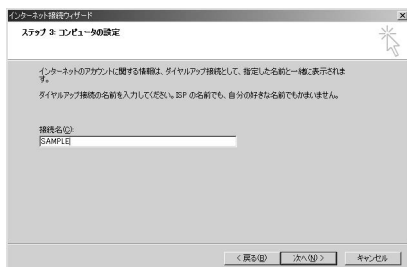 インターネット接続ウィザード
ステップ 3: コンピュータの設定
インターネットのアカウントに関する情報は、ダイヤルアップ接続として、指定した名前と一緒に表示されま
す。
ダイヤルアップ接続の名前を入力してください。ISP の名前でも、自分の好きな名前でもかまいません。
接続名(C):
SAMPLE
< 戻る(B)
次へ(N) >
キャンセル